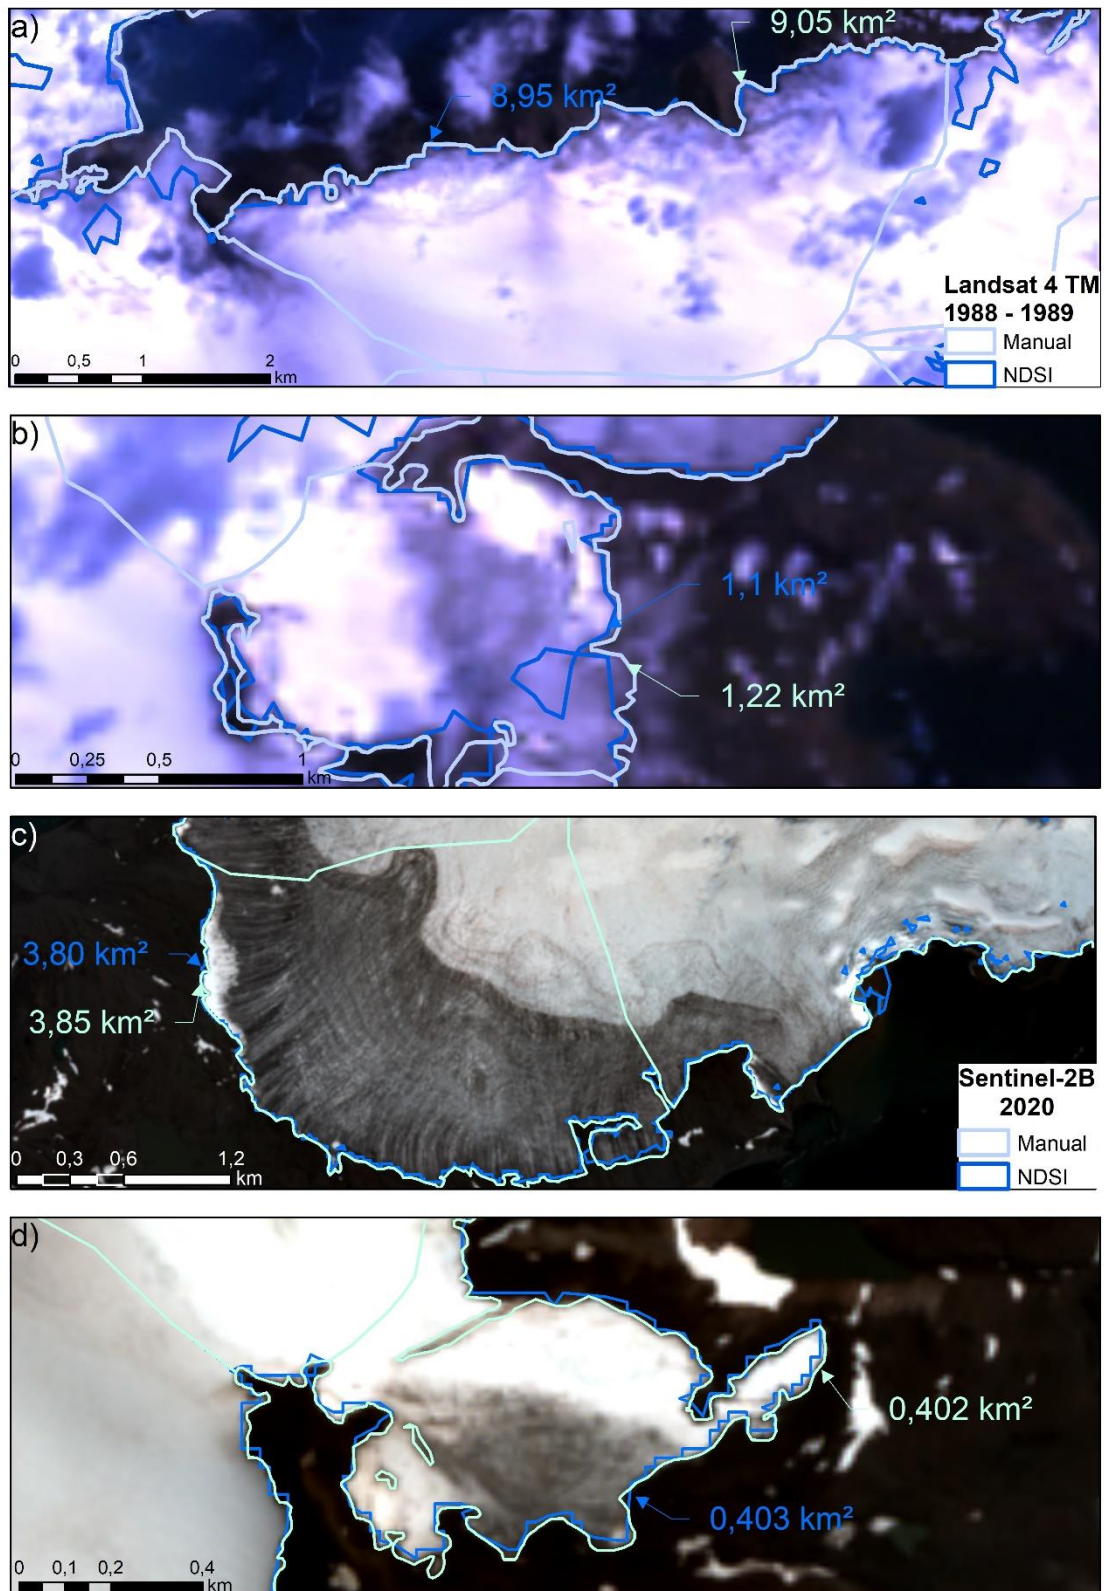 a)
9,05 km²
8,95 km²
Landsat 4 TM
1988 - 1989
Manual
NDSI
0 0,5 1 2
km
b)
1,1 km²
1,22 km²
0 0,25 0,5 1
km
c)
3,80 km²
3,85 km²
Sentinel-2B
2020
Manual
NDSI
0 0,3 0,6 1,2
km
d)
0,402 km²
0,403 km²
0 0,1 0,2 0,4
km